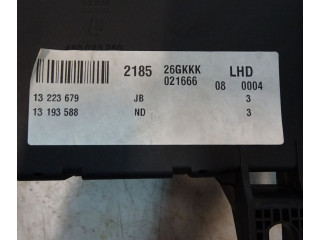 2185 26GKKK LHD
021666 08 0004
13 223 679 JB 3
13 193 588 ND 3